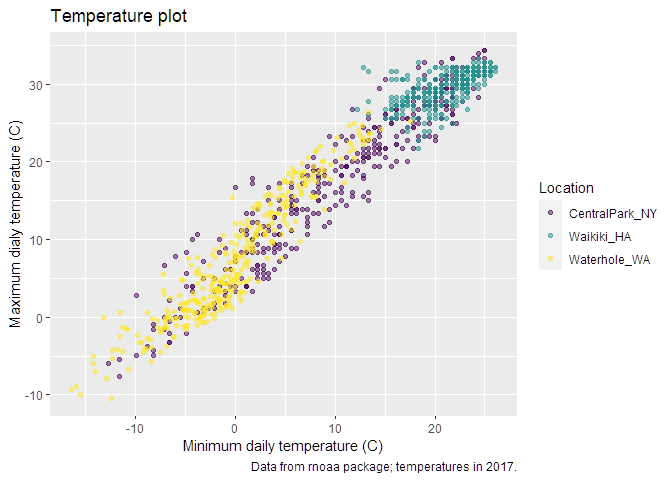 Temperature plot
Maximum dialy temperature (C)
30
20
10
0
-10
-10
0
10
20
Minimum daily temperature (C)
Data from rnoaa package; temperatures in 2017.
Location
CentralPark_NY
Waikiki_HA
Waterhole_WA